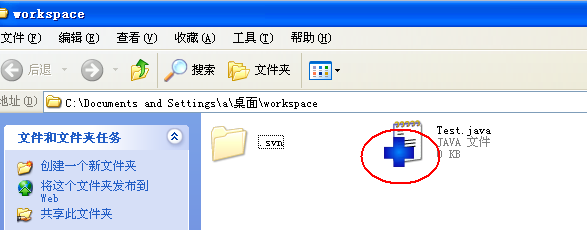 workspace
文件(F) 编辑(E) 查看(V) 收藏(A) 工具(T) 帮助(H)
后退 搜索 文件夹
地址(D) C:\Documents and Settings\a\桌面\workspace
文件和文件夹任务
创建一个新文件夹
将这个文件夹发布到
Web
共享此文件夹
_svn
Test.java
JAVA 文件
0 KB